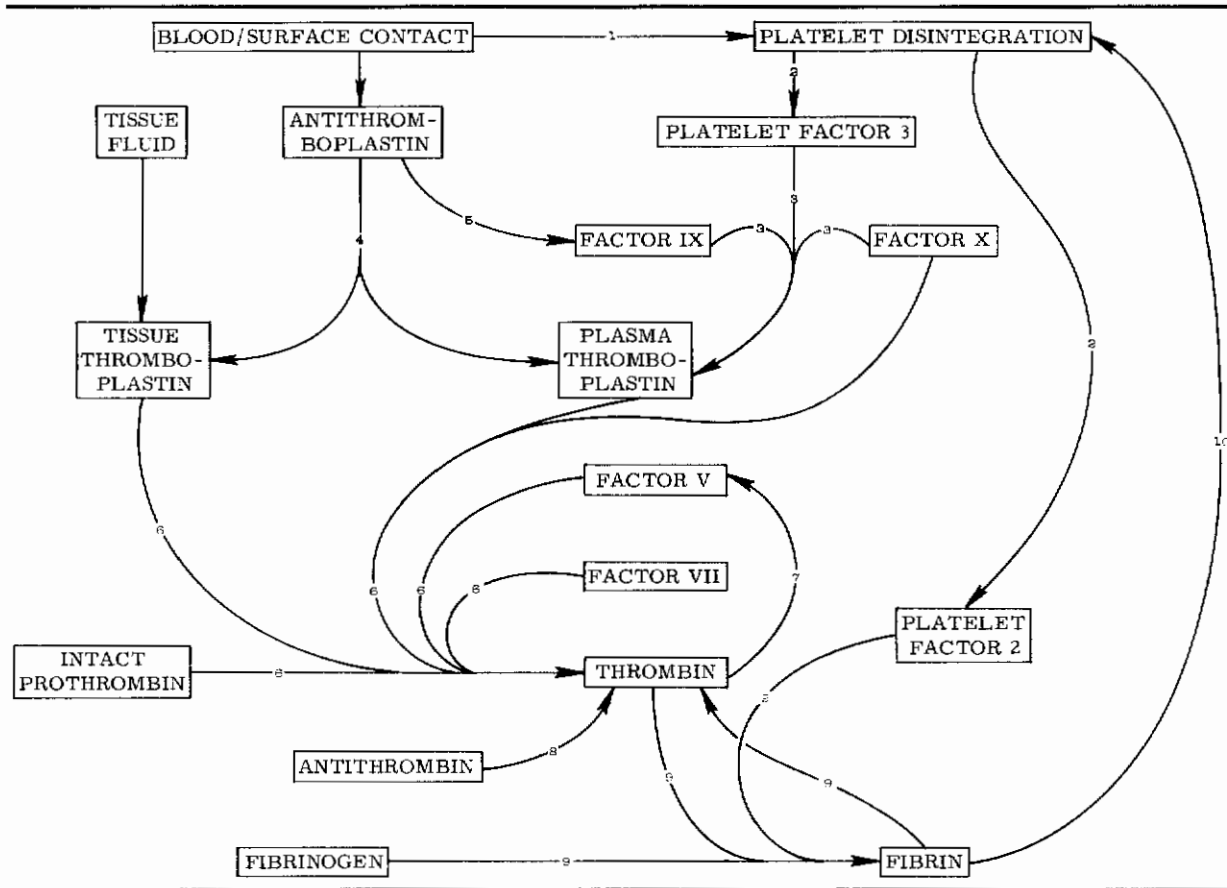 BLOOD/SURFACE CONTACT
1
PLATELET DISINTEGRATION
2
TISSUE
FLUID
ANTITHROM-
BOPLASTIN
PLATELET FACTOR 3
5
3
4
FACTOR IX
3
3
FACTOR X
TISSUE
THROMBO-
PLASTIN
PLASMA
THROMBO-
PLASTIN
2
10
FACTOR V
6
6
6
6
FACTOR VII
7
PLATELET
FACTOR 2
INTACT
PROTHROMBIN
6
THROMBIN
2
ANTITHROMBIN
8
9
9
FIBRINOGEN
9
FIBRIN